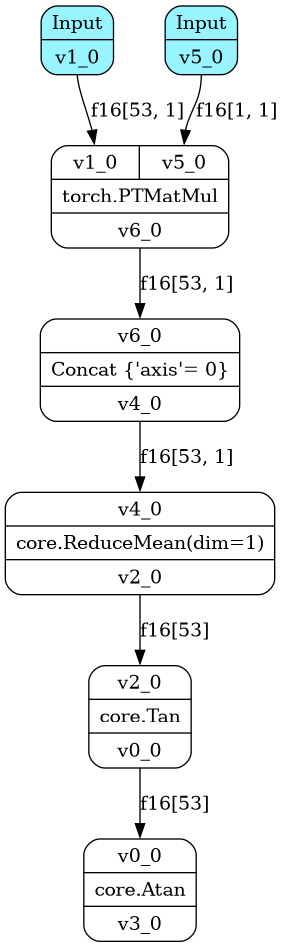 Input
v1_0
Input
v5_0
f16[53, 1]
f16[1, 1]
v1_0
v5_0
torch.PTMatMul
v6_0
f16[53, 1]
v6_0
Concat {'axis'= 0}
v4_0
f16[53, 1]
v4_0
core.ReduceMean(dim=1)
v2_0
f16[53]
v2_0
core.Tan
v0_0
f16[53]
v0_0
core.Atan
v3_0